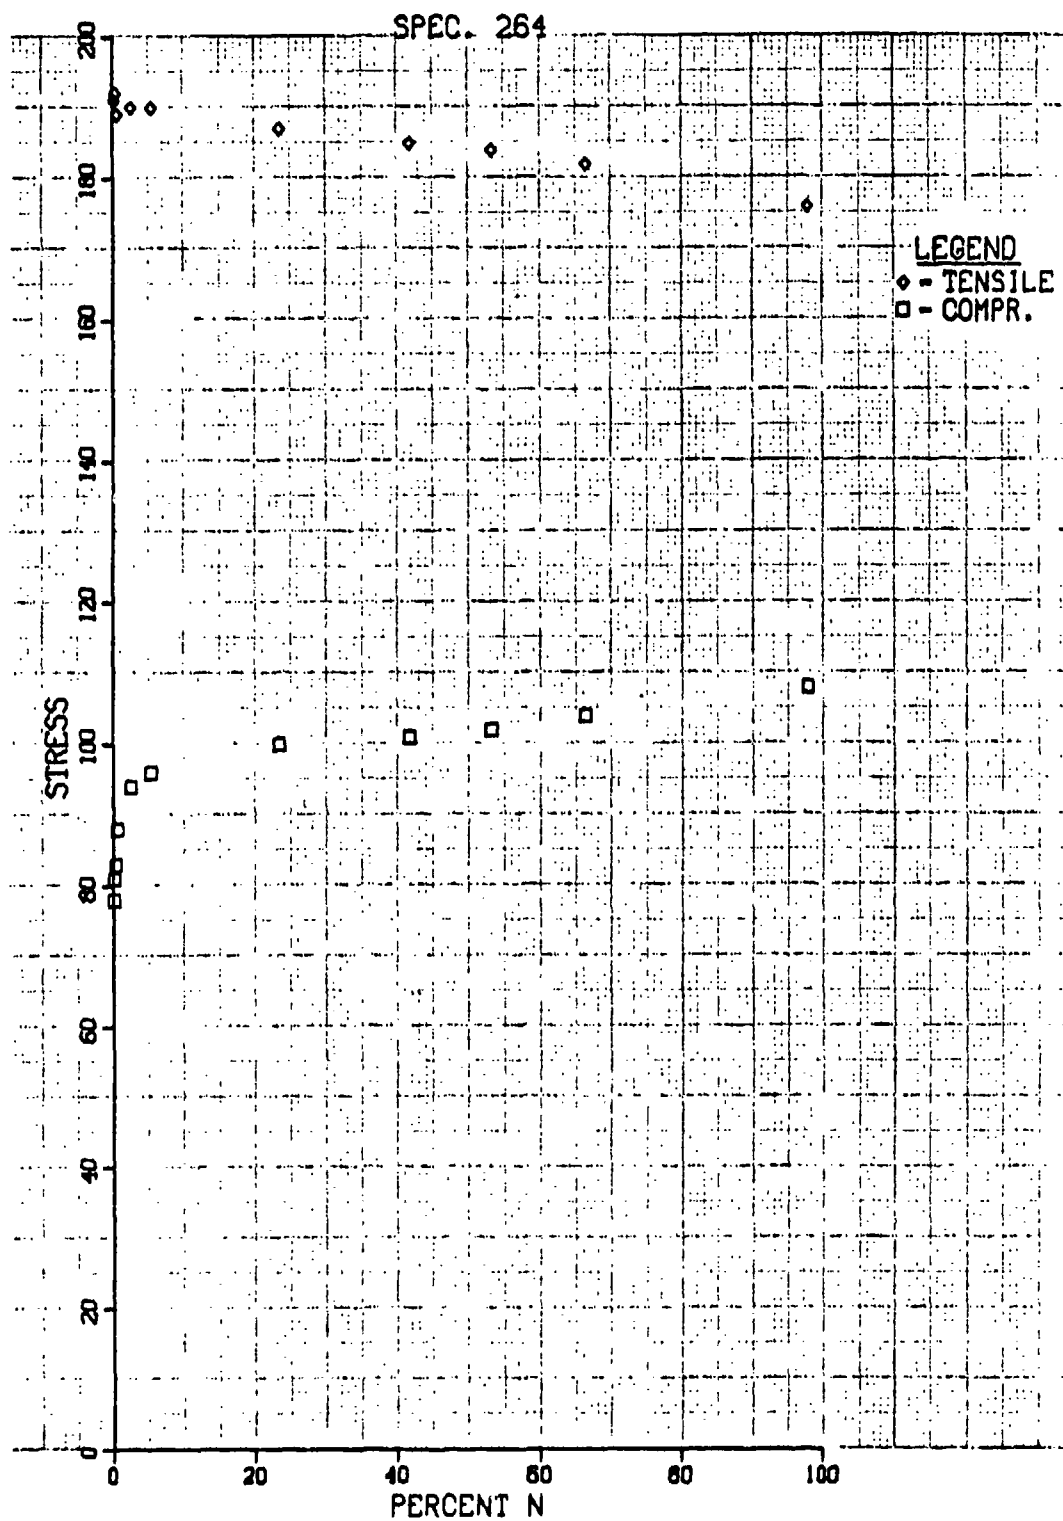 SPEC. 264
200
180
160
140
120
100
80
60
40
20
0
STRESS
LEGEND
◇ - TENSILE
□ - COMPR.
0 20 40 60 80 100
PERCENT N